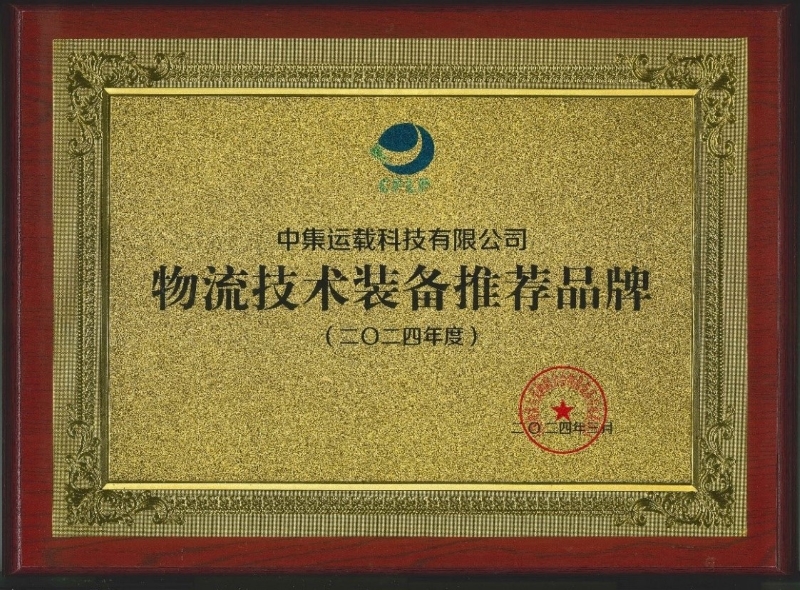 中集运载科技有限公司
物流技术装备推荐品牌
（二〇二四年度）
二〇二四年三月